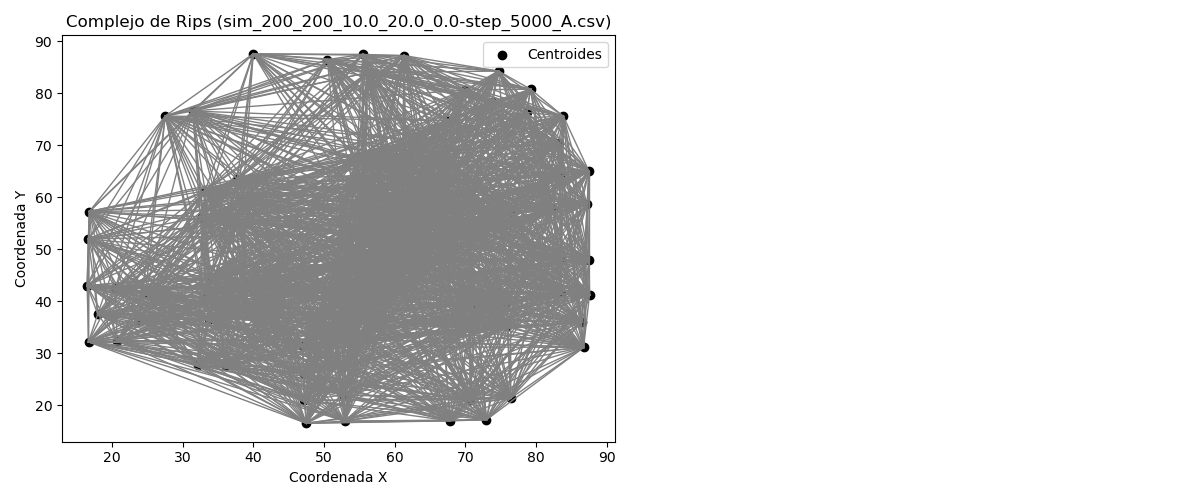 Complejo de Rips (sim_200_200_10.0_20.0_0.0-step_5000_A.csv)
Centroides
Coordenada Y
90
80
70
60
50
40
30
20
20 30 40 50 60 70 80 90
Coordenada X